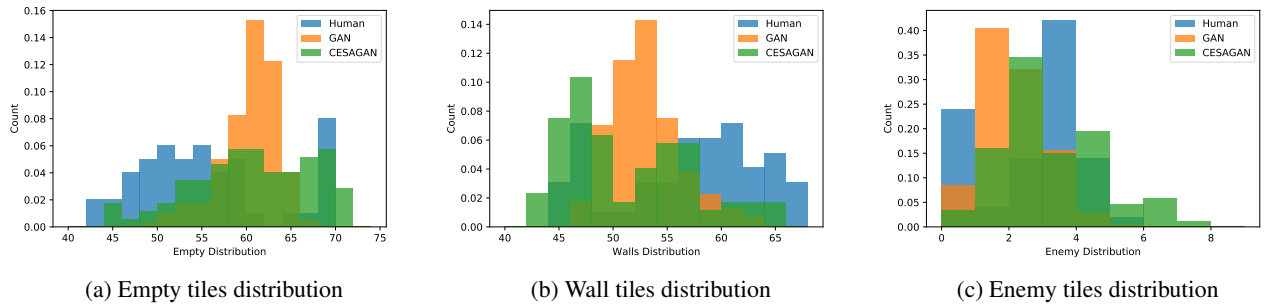 0.16
0.14
0.12
0.10
0.08
0.06
0.04
0.02
0.00
Count
40 45 50 55 60 65 70 75
Empty Distribution
Human
GAN
CESAGAN
(a) Empty tiles distribution
0.14
0.12
0.10
0.08
0.06
0.04
0.02
0.00
Count
40 45 50 55 60 65
Walls Distribution
Human
GAN
CESAGAN
(b) Wall tiles distribution
0.40
0.35
0.30
0.25
0.20
0.15
0.10
0.05
0.00
Count
0 2 4 6 8
Enemy Distribution
Human
GAN
CESAGAN
(c) Enemy tiles distribution